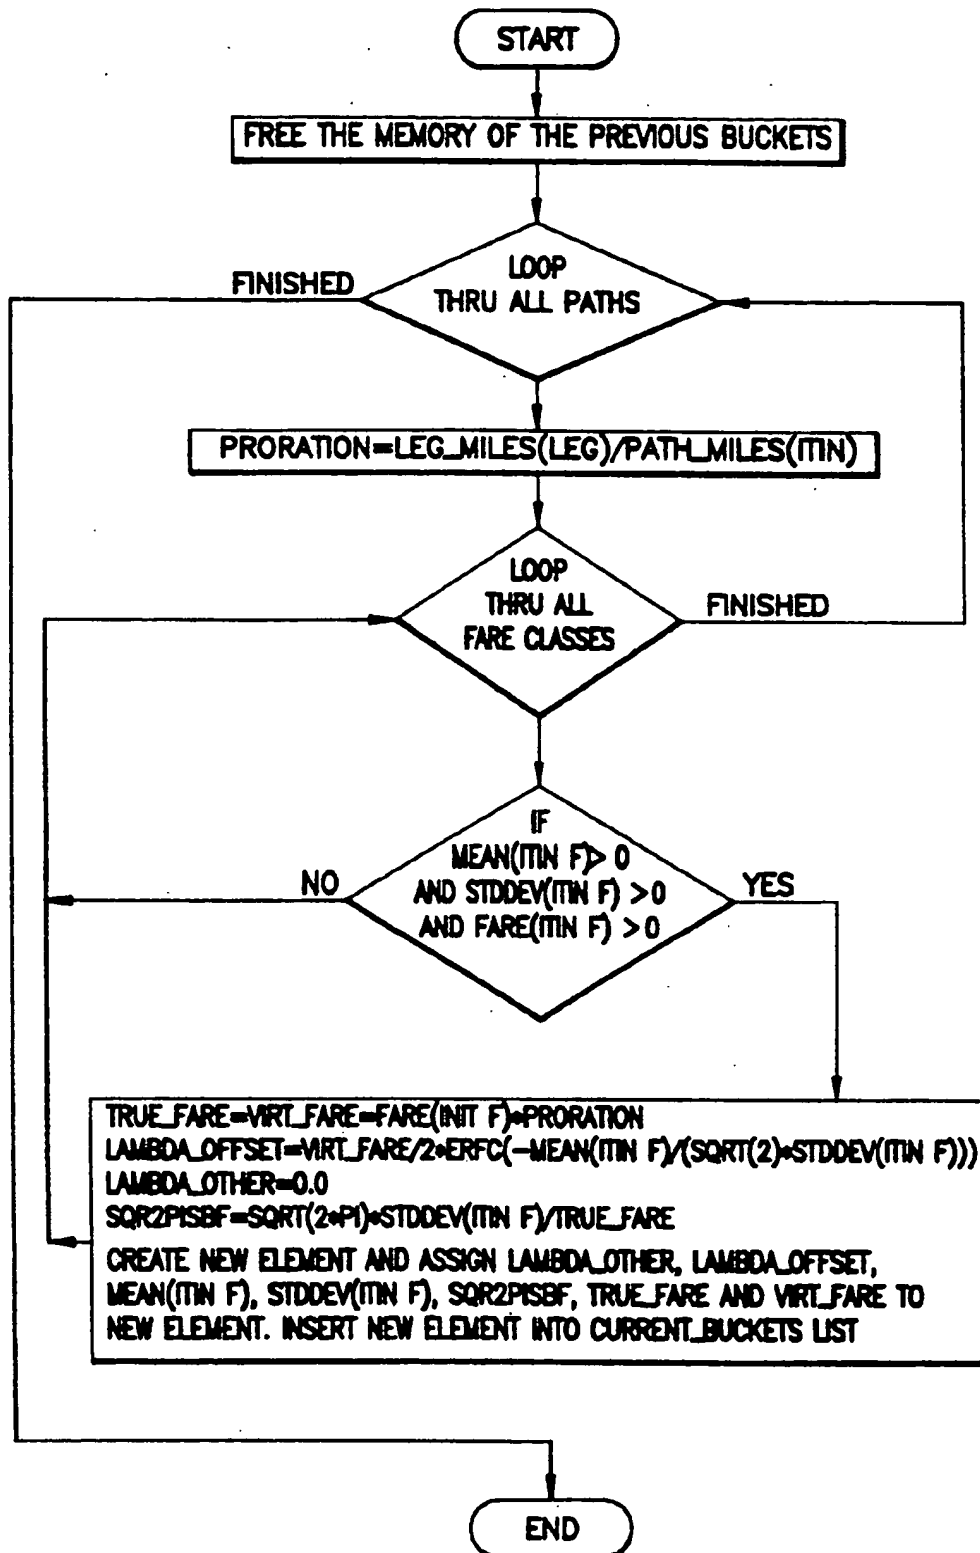 START
FREE THE MEMORY OF THE PREVIOUS BUCKETS
LOOP
THRU ALL PATHS
FINISHED
PRORATION=LEG_MILES(LEG)/PATH_MILES(ITIN)
LOOP
THRU ALL
FARE CLASSES
FINISHED
IF
MEAN(ITIN F)> 0
AND STDDEV(ITIN F) >0
AND FARE(ITIN F) >0
NO
YES
TRUE_FARE=VIRT_FARE=FARE(INIT F)*PRORATION
LAMBDA_OFFSET=VIRT_FARE/2*ERFC(-MEAN(ITIN F)/(SQRT(2)*STDDEV(ITIN F)))
LAMBDA_OTHER=0.0
SQR2PISBF=SQRT(2*PI)*STDDEV(ITIN F)/TRUE_FARE
CREATE NEW ELEMENT AND ASSIGN LAMBDA_OTHER, LAMBDA_OFFSET,
MEAN(ITIN F), STDDEV(ITIN F), SQR2PISBF, TRUE_FARE AND VIRT_FARE TO
NEW ELEMENT. INSERT NEW ELEMENT INTO CURRENT_BUCKETS LIST
END